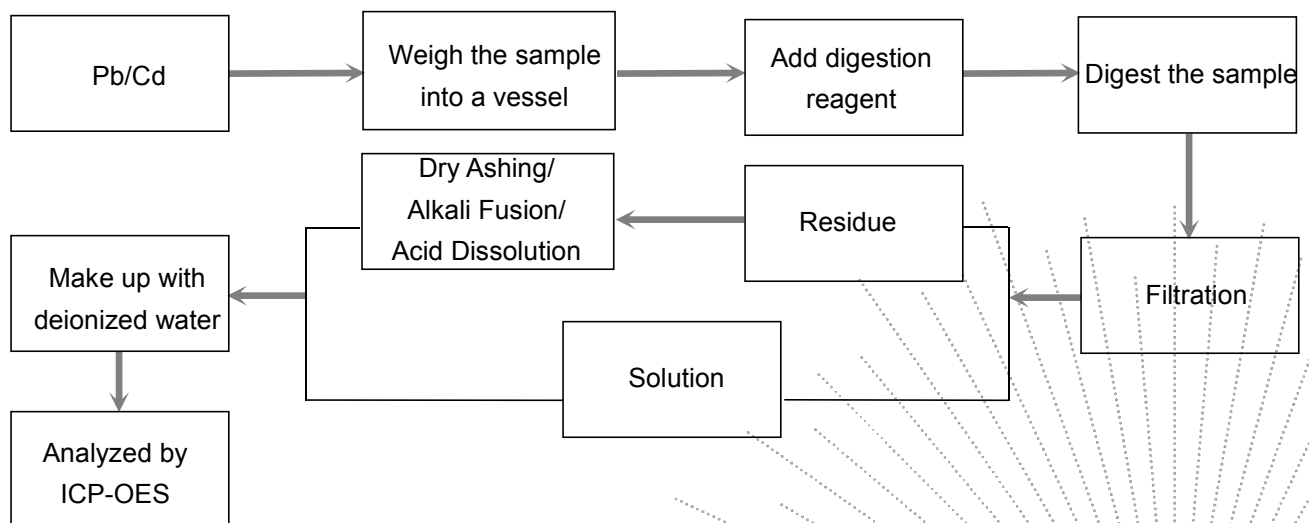 Pb/Cd
Weigh the sample
into a vessel
Add digestion
reagent
Digest the sample
Dry Ashing/
Alkali Fusion/
Acid Dissolution
Residue
Filtration
Make up with
deionized water
Solution
Analyzed by
ICP-OES